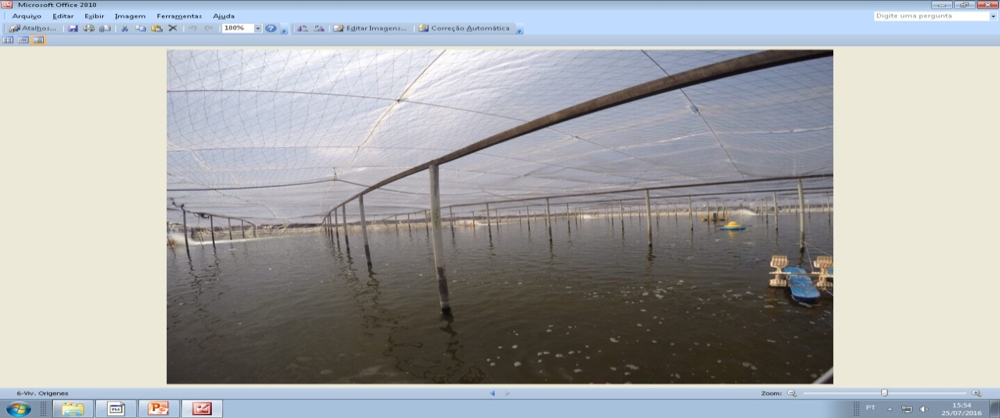 Microsoft Office 2010
Arquivo Editar Exibir Imagem Ferramentas Ajuda
Digite uma pergunta
Atalhos... 100% Editar Imagens... Correção Automática
6-Viv. Origenes
Zoom:
PT
15:54
25/07/2016